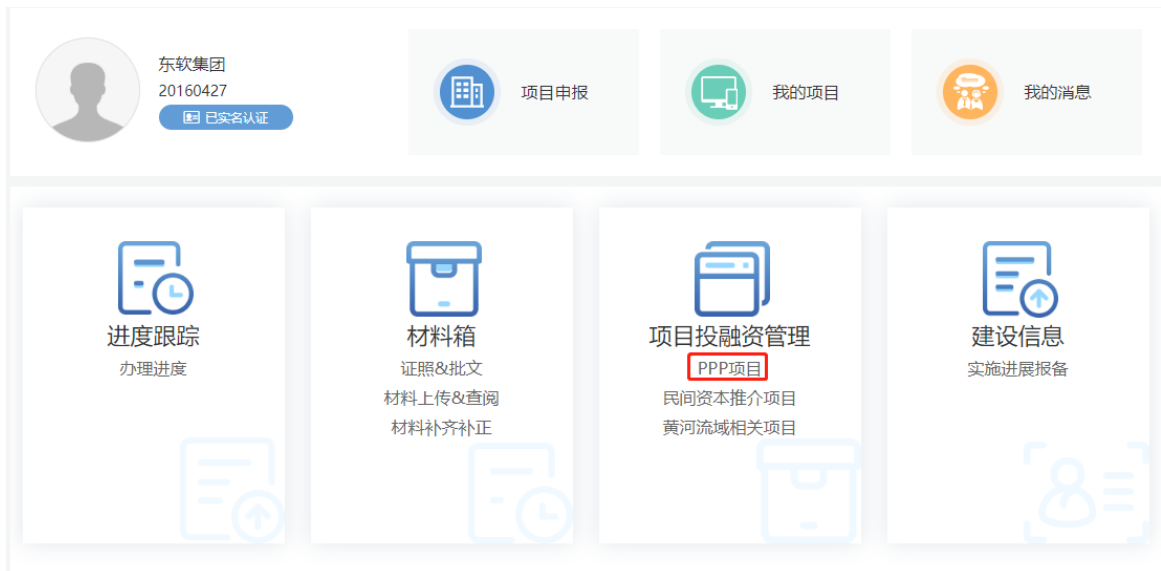 东软集团
20160427
已实名认证
项目申报
我的项目
我的消息
进度跟踪
办理进度
材料箱
证照&批文
材料上传&查阅
材料补齐补正
项目投融资管理
PPP项目
民间资本推介项目
黄河流域相关项目
建设信息
实施进展报备